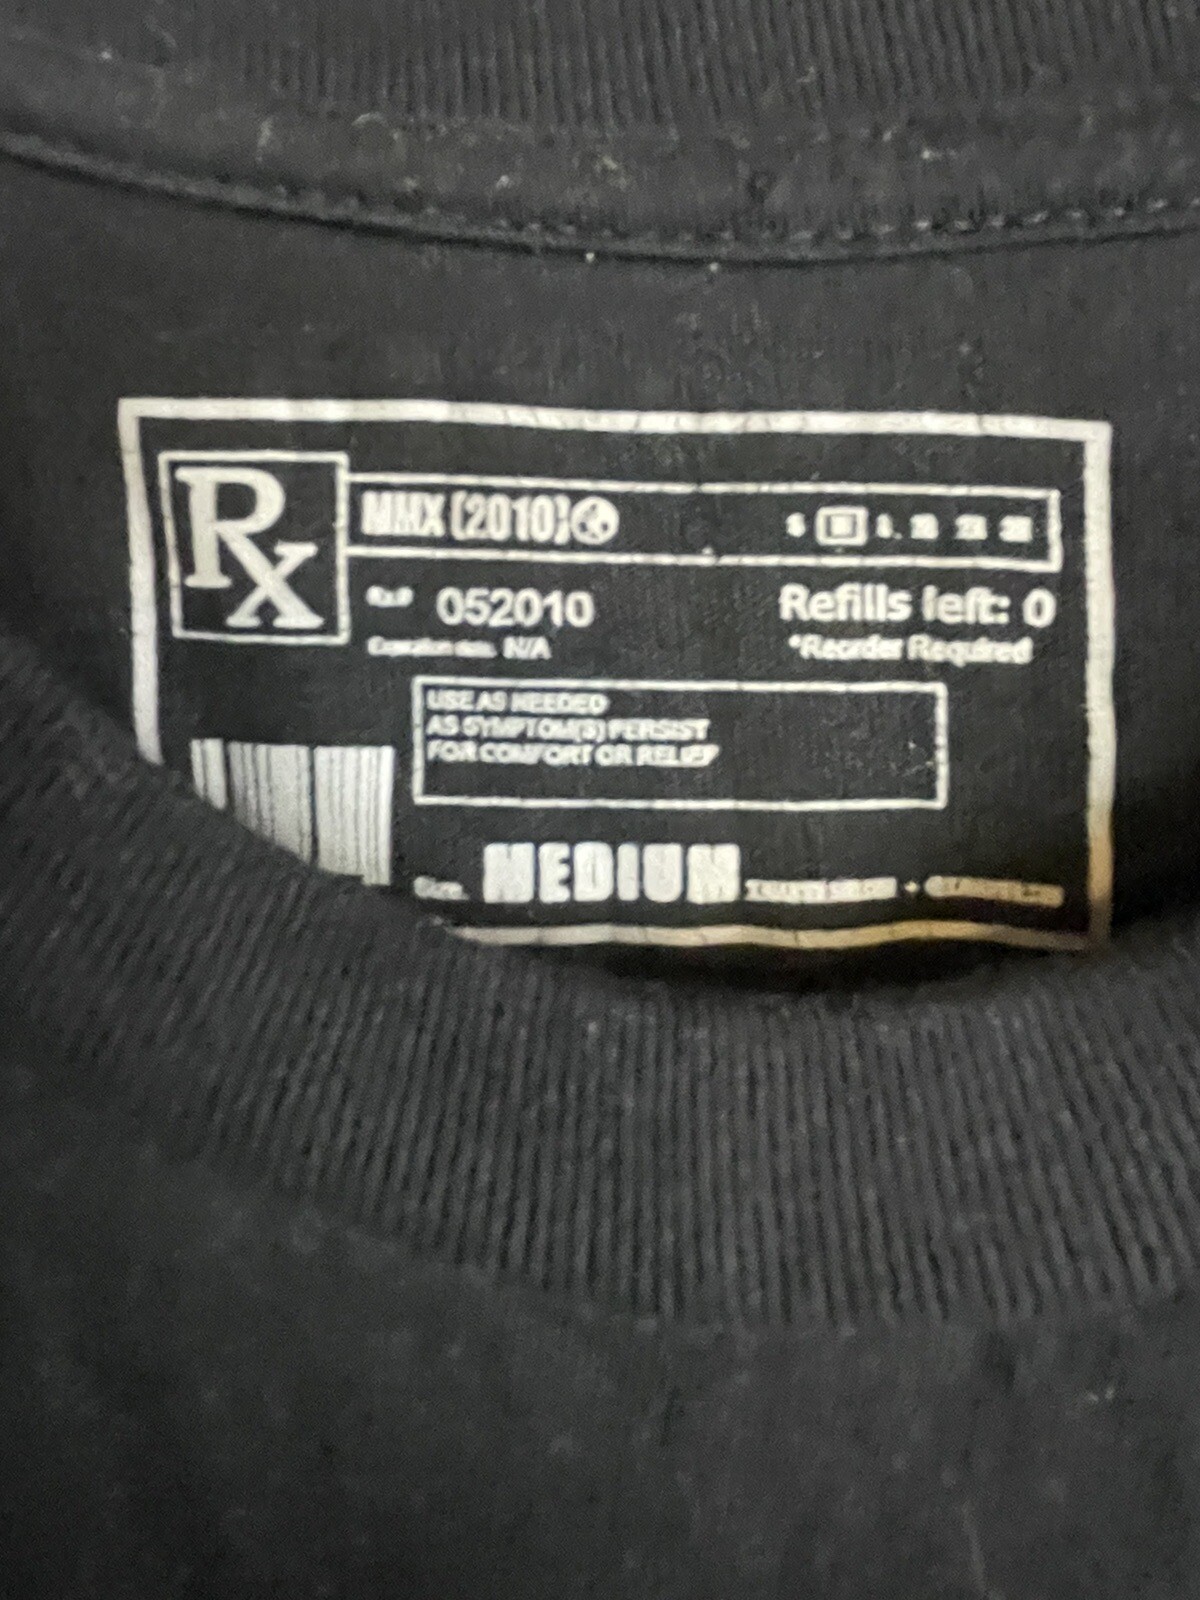 Rx
MMX (2010)
S M L
052010
Refills left: 0
N/A
*Reorder Required
USE AS NEEDED
AS SYMPTOM(S) PERSIST
FOR COMFORT OR RELIEF
Size: MEDIUM